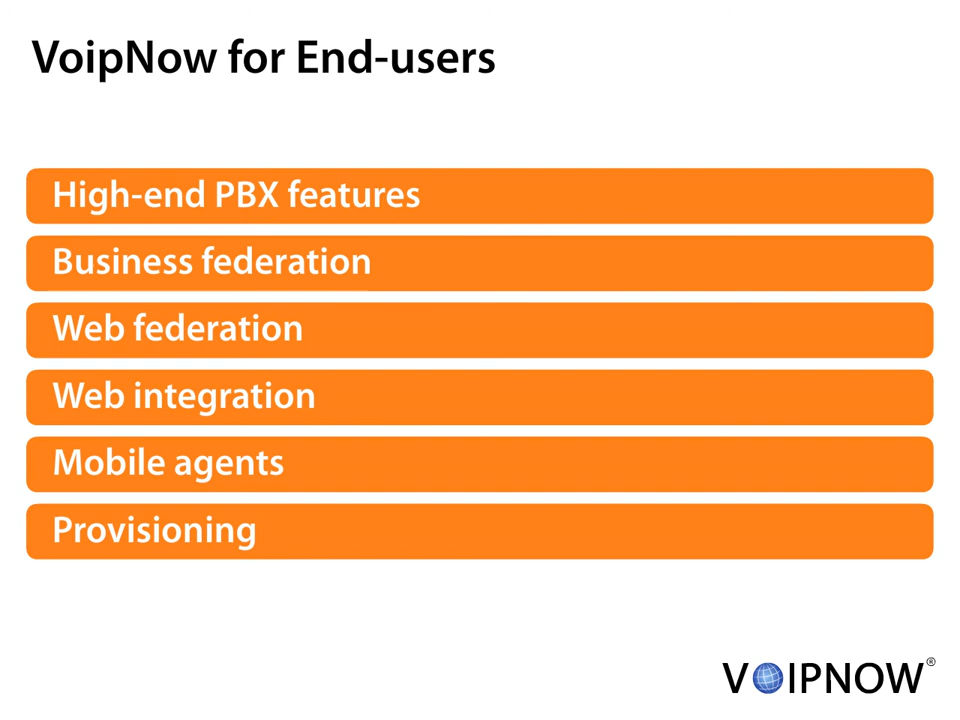 VoipNow for End-users
High-end PBX features
Business federation
Web federation
Web integration
Mobile agents
Provisioning
VOIPNOW®